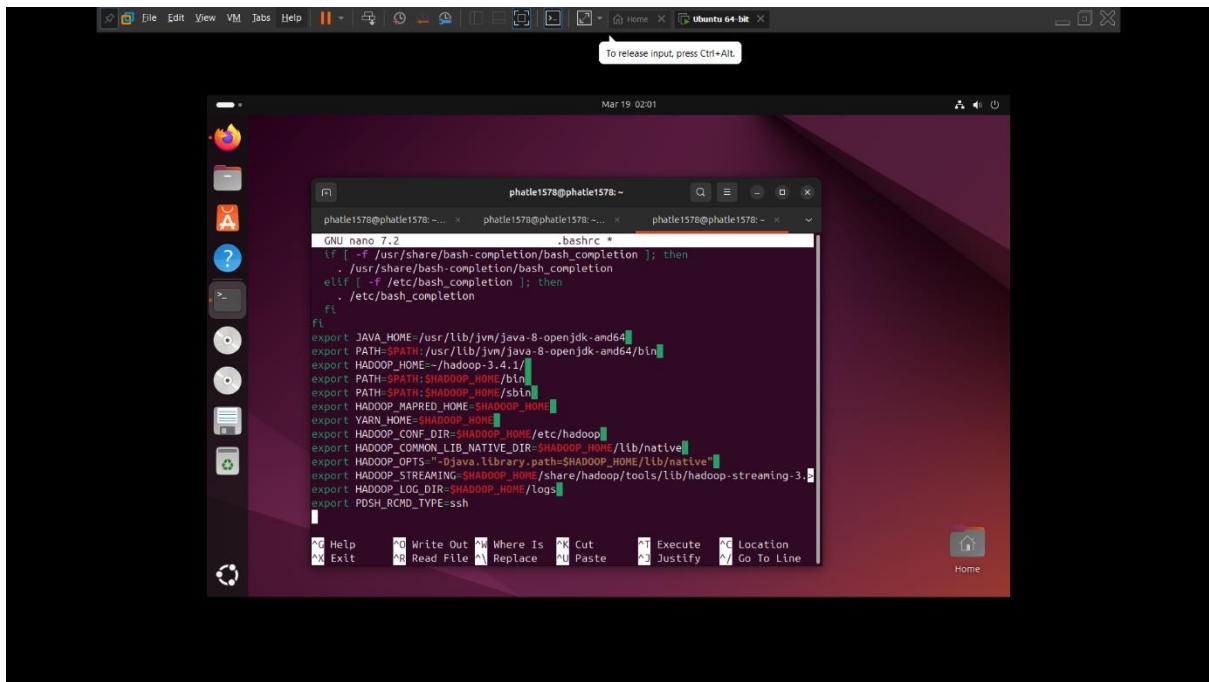 File Edit View VM Tabs Help
Home
Ubuntu 64-bit
To release input, press Ctrl+Alt.
Mar 19 02:01
phatle1578@phatle1578: ~
phatle1578@phatle1578: ~... × phatle1578@phatle1578: ~... × phatle1578@phatle1578: ~ ×
GNU nano 7.2 .bashrc *
if [ -f /usr/share/bash-completion/bash_completion ]; then
. /usr/share/bash-completion/bash_completion
elif [ -f /etc/bash_completion ]; then
. /etc/bash_completion
fi
fi
export JAVA_HOME=/usr/lib/jvm/java-8-openjdk-amd64
export PATH=$PATH:/usr/lib/jvm/java-8-openjdk-amd64/bin
export HADOOP_HOME=~/hadoop-3.4.1/
export PATH=$PATH:$HADOOP_HOME/bin
export PATH=$PATH:$HADOOP_HOME/sbin
export HADOOP_MAPRED_HOME=$HADOOP_HOME
export YARN_HOME=$HADOOP_HOME
export HADOOP_CONF_DIR=$HADOOP_HOME/etc/hadoop
export HADOOP_COMMON_LIB_NATIVE_DIR=$HADOOP_HOME/lib/native
export HADOOP_OPTS="-Djava.library.path=$HADOOP_HOME/lib/native"
export HADOOP_STREAMING=$HADOOP_HOME/share/hadoop/tools/lib/hadoop-streaming-3.>
export HADOOP_LOG_DIR=$HADOOP_HOME/logs
export PDSH_RCMD_TYPE=ssh
^G Help ^O Write Out ^W Where Is ^K Cut ^T Execute ^C Location
^X Exit ^R Read File ^\ Replace ^U Paste ^J Justify ^/ Go To Line
Home